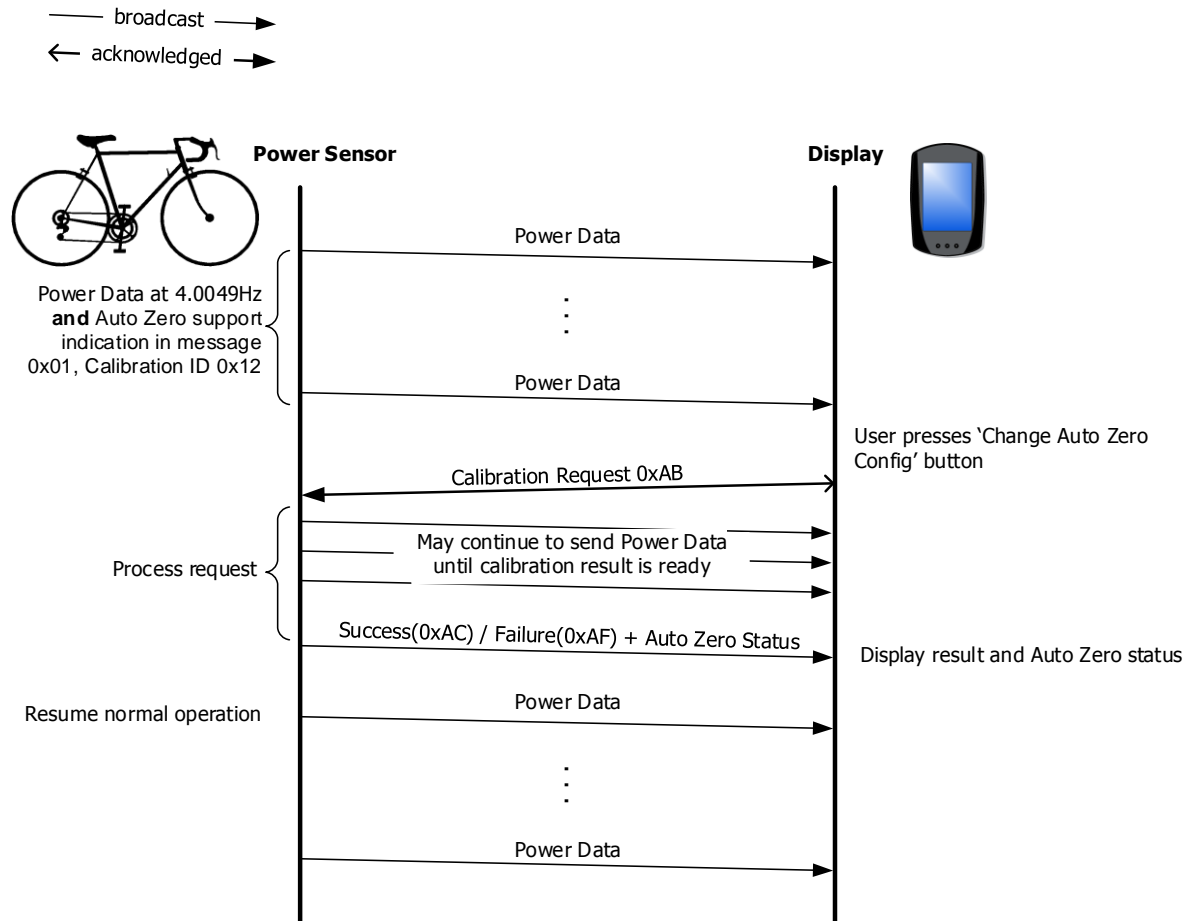 broadcast
acknowledged
Power Sensor
Display
Power Data
Power Data at 4.0049Hz
and Auto Zero support
indication in message
0x01, Calibration ID 0x12
Power Data
User presses ‘Change Auto Zero
Config’ button
Calibration Request 0xAB
May continue to send Power Data
until calibration result is ready
Process request
Success(0xAC) / Failure(0xAF) + Auto Zero Status
Display result and Auto Zero status
Power Data
Resume normal operation
Power Data